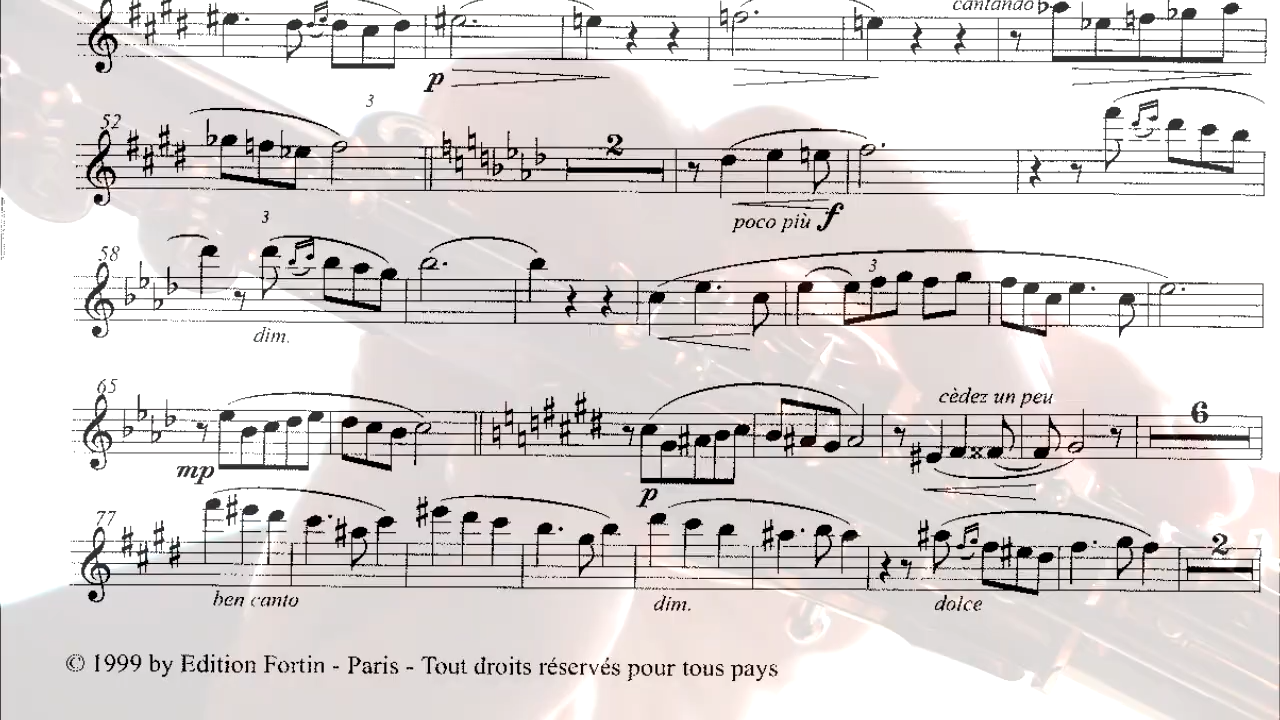 cantando
p
3
52
2
poco più f
3
58
3
dim.
65
cèdez un peu
6
mp
p
77
2
ben canto dim. dolce
© 1999 by Edition Fortin - Paris - Tout droits réservés pour tous pays